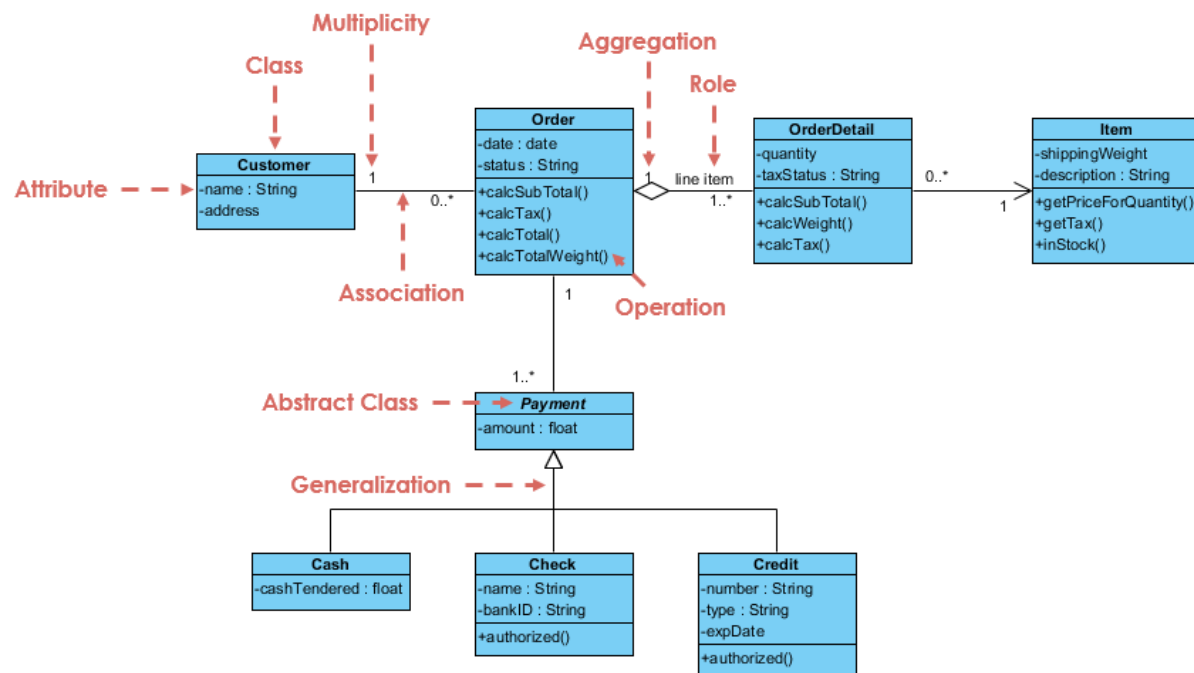 Multiplicity
Aggregation
Class
Role
Attribute
Customer
-name : String
-address
1
0..*
Association
Order
-date : date
-status : String
+calcSubTotal()
+calcTax()
+calcTotal()
+calcTotalWeight()
Operation
1
line item
1..*
OrderDetail
-quantity
-taxStatus : String
+calcSubTotal()
+calcWeight()
+calcTax()
0..*
1
Item
-shippingWeight
-description : String
+getPriceForQuantity()
+getTax()
+inStock()
1
1..*
Abstract Class
Payment
-amount : float
Generalization
Cash
-cashTendered : float
Check
-name : String
-bankID : String
+authorized()
Credit
-number : String
-type : String
-expDate
+authorized()